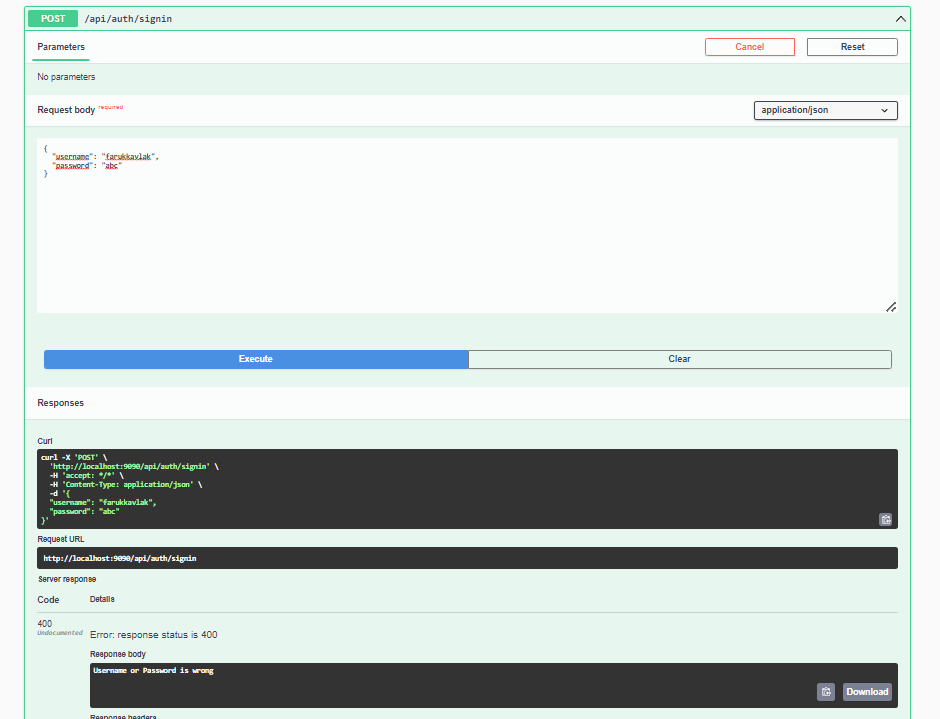 POST /api/auth/signin
Parameters Cancel Reset
No parameters
Request body required application/json
{
"username": "farukkavlak",
"password": "abc"
}
Execute Clear
Responses
Curl
curl -X 'POST' \
'http://localhost:9090/api/auth/signin' \
-H 'accept: */*' \
-H 'Content-Type: application/json' \
-d '{
"username": "farukkavlak",
"password": "abc"
}'
Request URL
http://localhost:9090/api/auth/signin
Server response
Code Details
400 Undocumented
Error: response status is 400
Response body
Username or Password is wrong
Download
Response headers